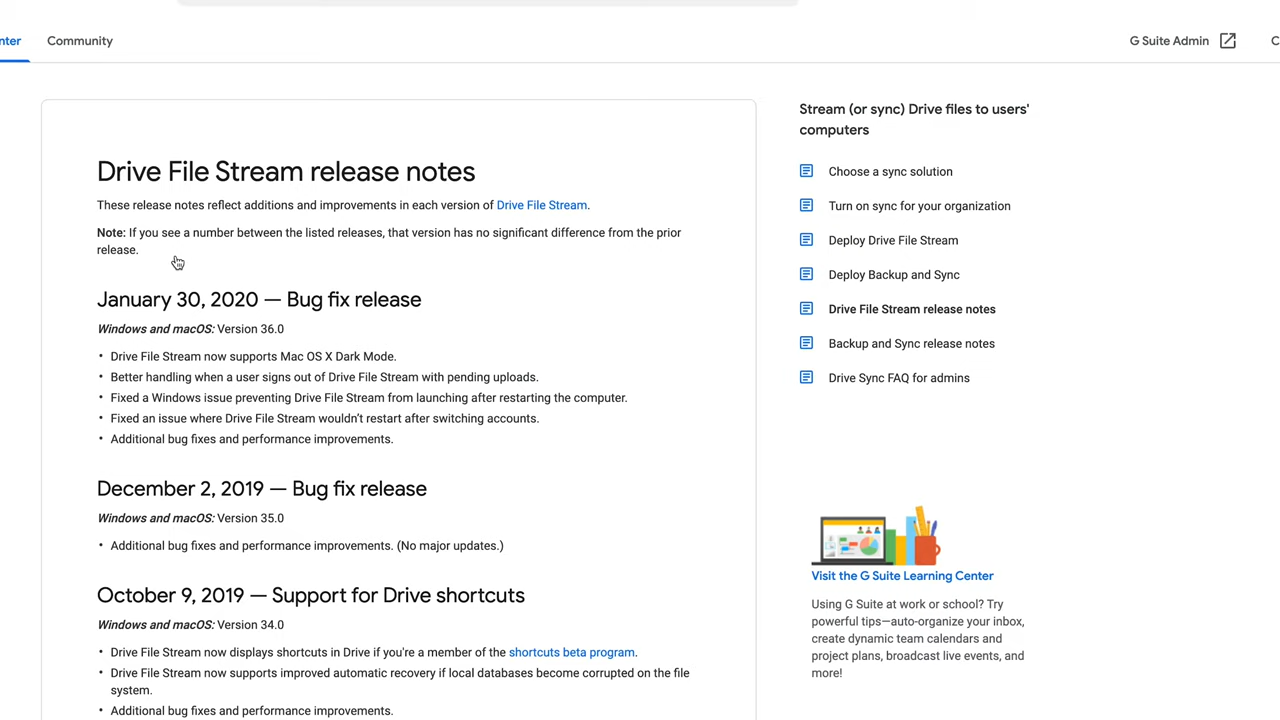 nter
Community
G Suite Admin
C
Drive File Stream release notes
These release notes reflect additions and improvements in each version of Drive File Stream.
Note: If you see a number between the listed releases, that version has no significant difference from the prior
release.
January 30, 2020 — Bug fix release
Windows and macOS: Version 36.0
• Drive File Stream now supports Mac OS X Dark Mode.
• Better handling when a user signs out of Drive File Stream with pending uploads.
• Fixed a Windows issue preventing Drive File Stream from launching after restarting the computer.
• Fixed an issue where Drive File Stream wouldn't restart after switching accounts.
• Additional bug fixes and performance improvements.
December 2, 2019 — Bug fix release
Windows and macOS: Version 35.0
• Additional bug fixes and performance improvements. (No major updates.)
October 9, 2019 — Support for Drive shortcuts
Windows and macOS: Version 34.0
• Drive File Stream now displays shortcuts in Drive if you're a member of the shortcuts beta program.
• Drive File Stream now supports improved automatic recovery if local databases become corrupted on the file
system.
• Additional bug fixes and performance improvements.
Stream (or sync) Drive files to users'
computers
Choose a sync solution
Turn on sync for your organization
Deploy Drive File Stream
Deploy Backup and Sync
Drive File Stream release notes
Backup and Sync release notes
Drive Sync FAQ for admins
Visit the G Suite Learning Center
Using G Suite at work or school? Try
powerful tips—auto-organize your inbox,
create dynamic team calendars and
project plans, broadcast live events, and
more!